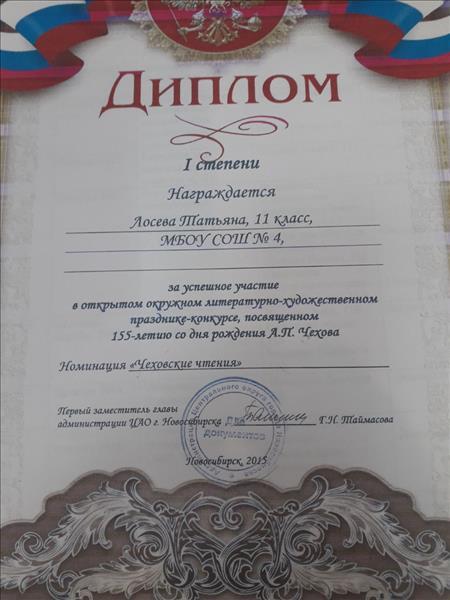 Диплом
I степени
Награждается
Лосева Татьяна, 11 класс,
МБОУ СОШ № 4,
за успешное участие
в открытом окружном литературно-художественном
празднике-конкурсе, посвященном
155-летию со дня рождения А.П. Чехова
Номинация «Чеховские чтения»
Первый заместитель главы
администрации ЦАО г. Новосибирска
Г.Н. Таймасова
Для
документов
Новосибирск, 2015